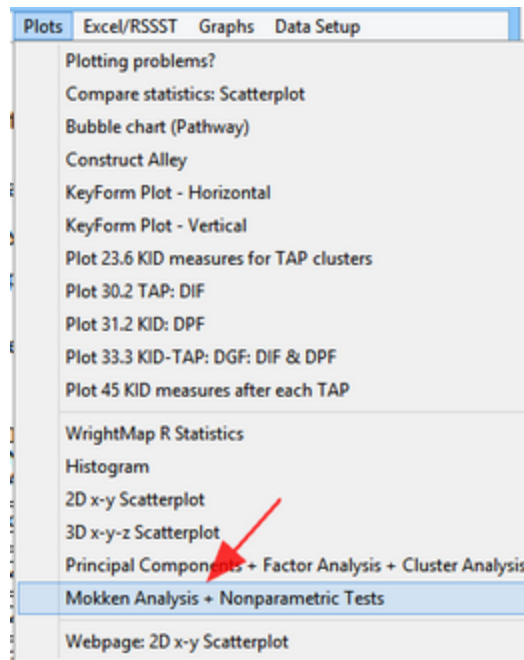 Plots Excel/RSSST Graphs Data Setup
Plotting problems?
Compare statistics: Scatterplot
Bubble chart (Pathway)
Construct Alley
KeyForm Plot - Horizontal
KeyForm Plot - Vertical
Plot 23.6 KID measures for TAP clusters
Plot 30.2 TAP: DIF
Plot 31.2 KID: DPF
Plot 33.3 KID-TAP: DGF: DIF & DPF
Plot 45 KID measures after each TAP
WrightMap R Statistics
Histogram
2D x-y Scatterplot
3D x-y-z Scatterplot
Principal Components + Factor Analysis + Cluster Analysis
Mokken Analysis + Nonparametric Tests
Webpage: 2D x-y Scatterplot